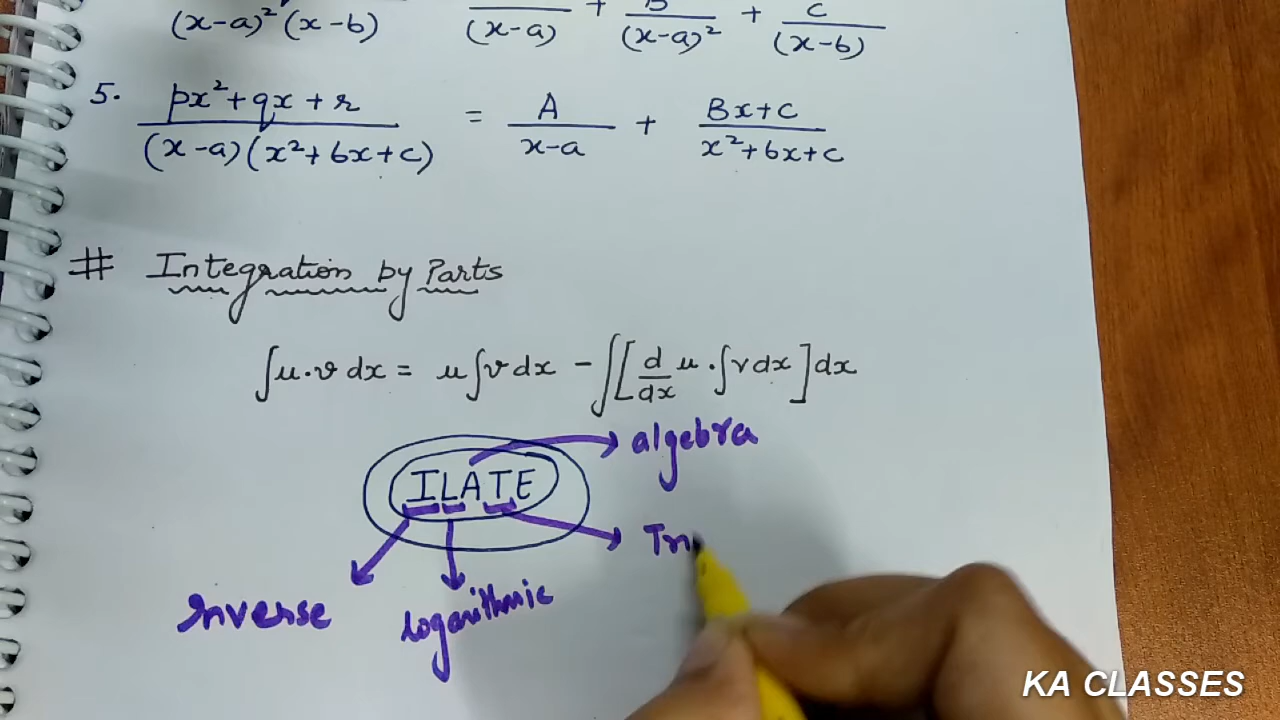 (x-a)²(x-b) (x-a) + B/(x-a)² + C/(x-b)
5. px²+qx+r/(x-a)(x²+bx+c) = A/x-a + Bx+C/x²+bx+c
# Integration by Parts
∫u.v dx = u∫v dx - ∫[d/dx u .∫v dx]dx
algebra
ILATE
Inverse
logarithmic
KA CLASSES